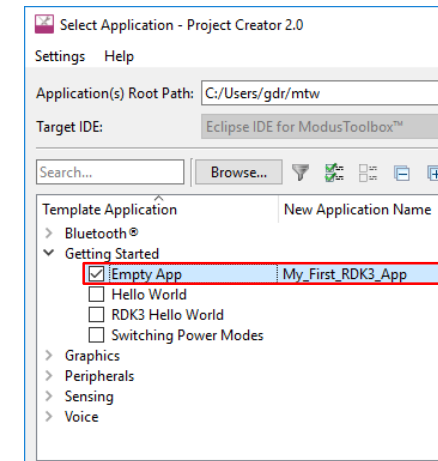 Select Application - Project Creator 2.0
Settings Help
Application(s) Root Path: C:/Users/gdr/mtw
Target IDE: Eclipse IDE for ModusToolbox™
Search... Browse...
Template Application New Application Name
Bluetooth®
Getting Started
Empty App My_First_RDK3_App
Hello World
RDK3 Hello World
Switching Power Modes
Graphics
Peripherals
Sensing
Voice